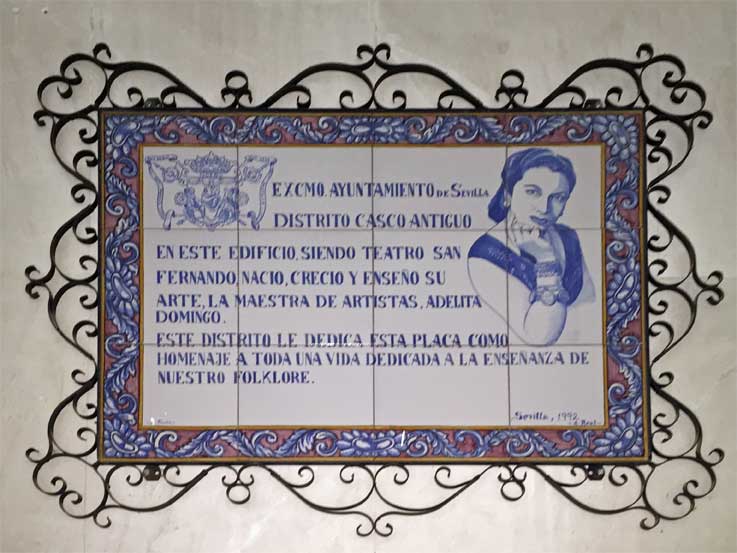 EXCMO. AYUNTAMIENTO DE SEVILLA
DISTRITO CASCO ANTIGUO
EN ESTE EDIFICIO, SIENDO TEATRO SAN
FERNANDO, NACIO, CRECIO Y ENSEÑO SU
ARTE, LA MAESTRA DE ARTISTAS, ADELITA
DOMINGO.
ESTE DISTRITO LE DEDICA ESTA PLACA COMO
HOMENAJE A TODA UNA VIDA DEDICADA A LA ENSEÑANZA DE
NUESTRO FOLKLORE.
Sevilla, 1992